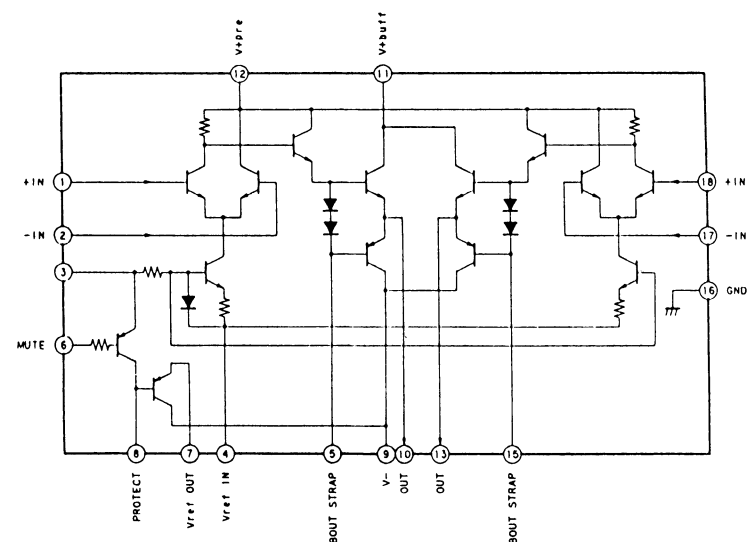 V+pre
V+buff
12
11
+IN 1
18 +IN
-IN 2
17 -IN
3
16 GND
MUTE 6
8 7 4 5 9 10 13 15
PROTECT
Vref OUT
Vref IN
BOUT STRAP
V-
OUT
OUT
BOUT STRAP